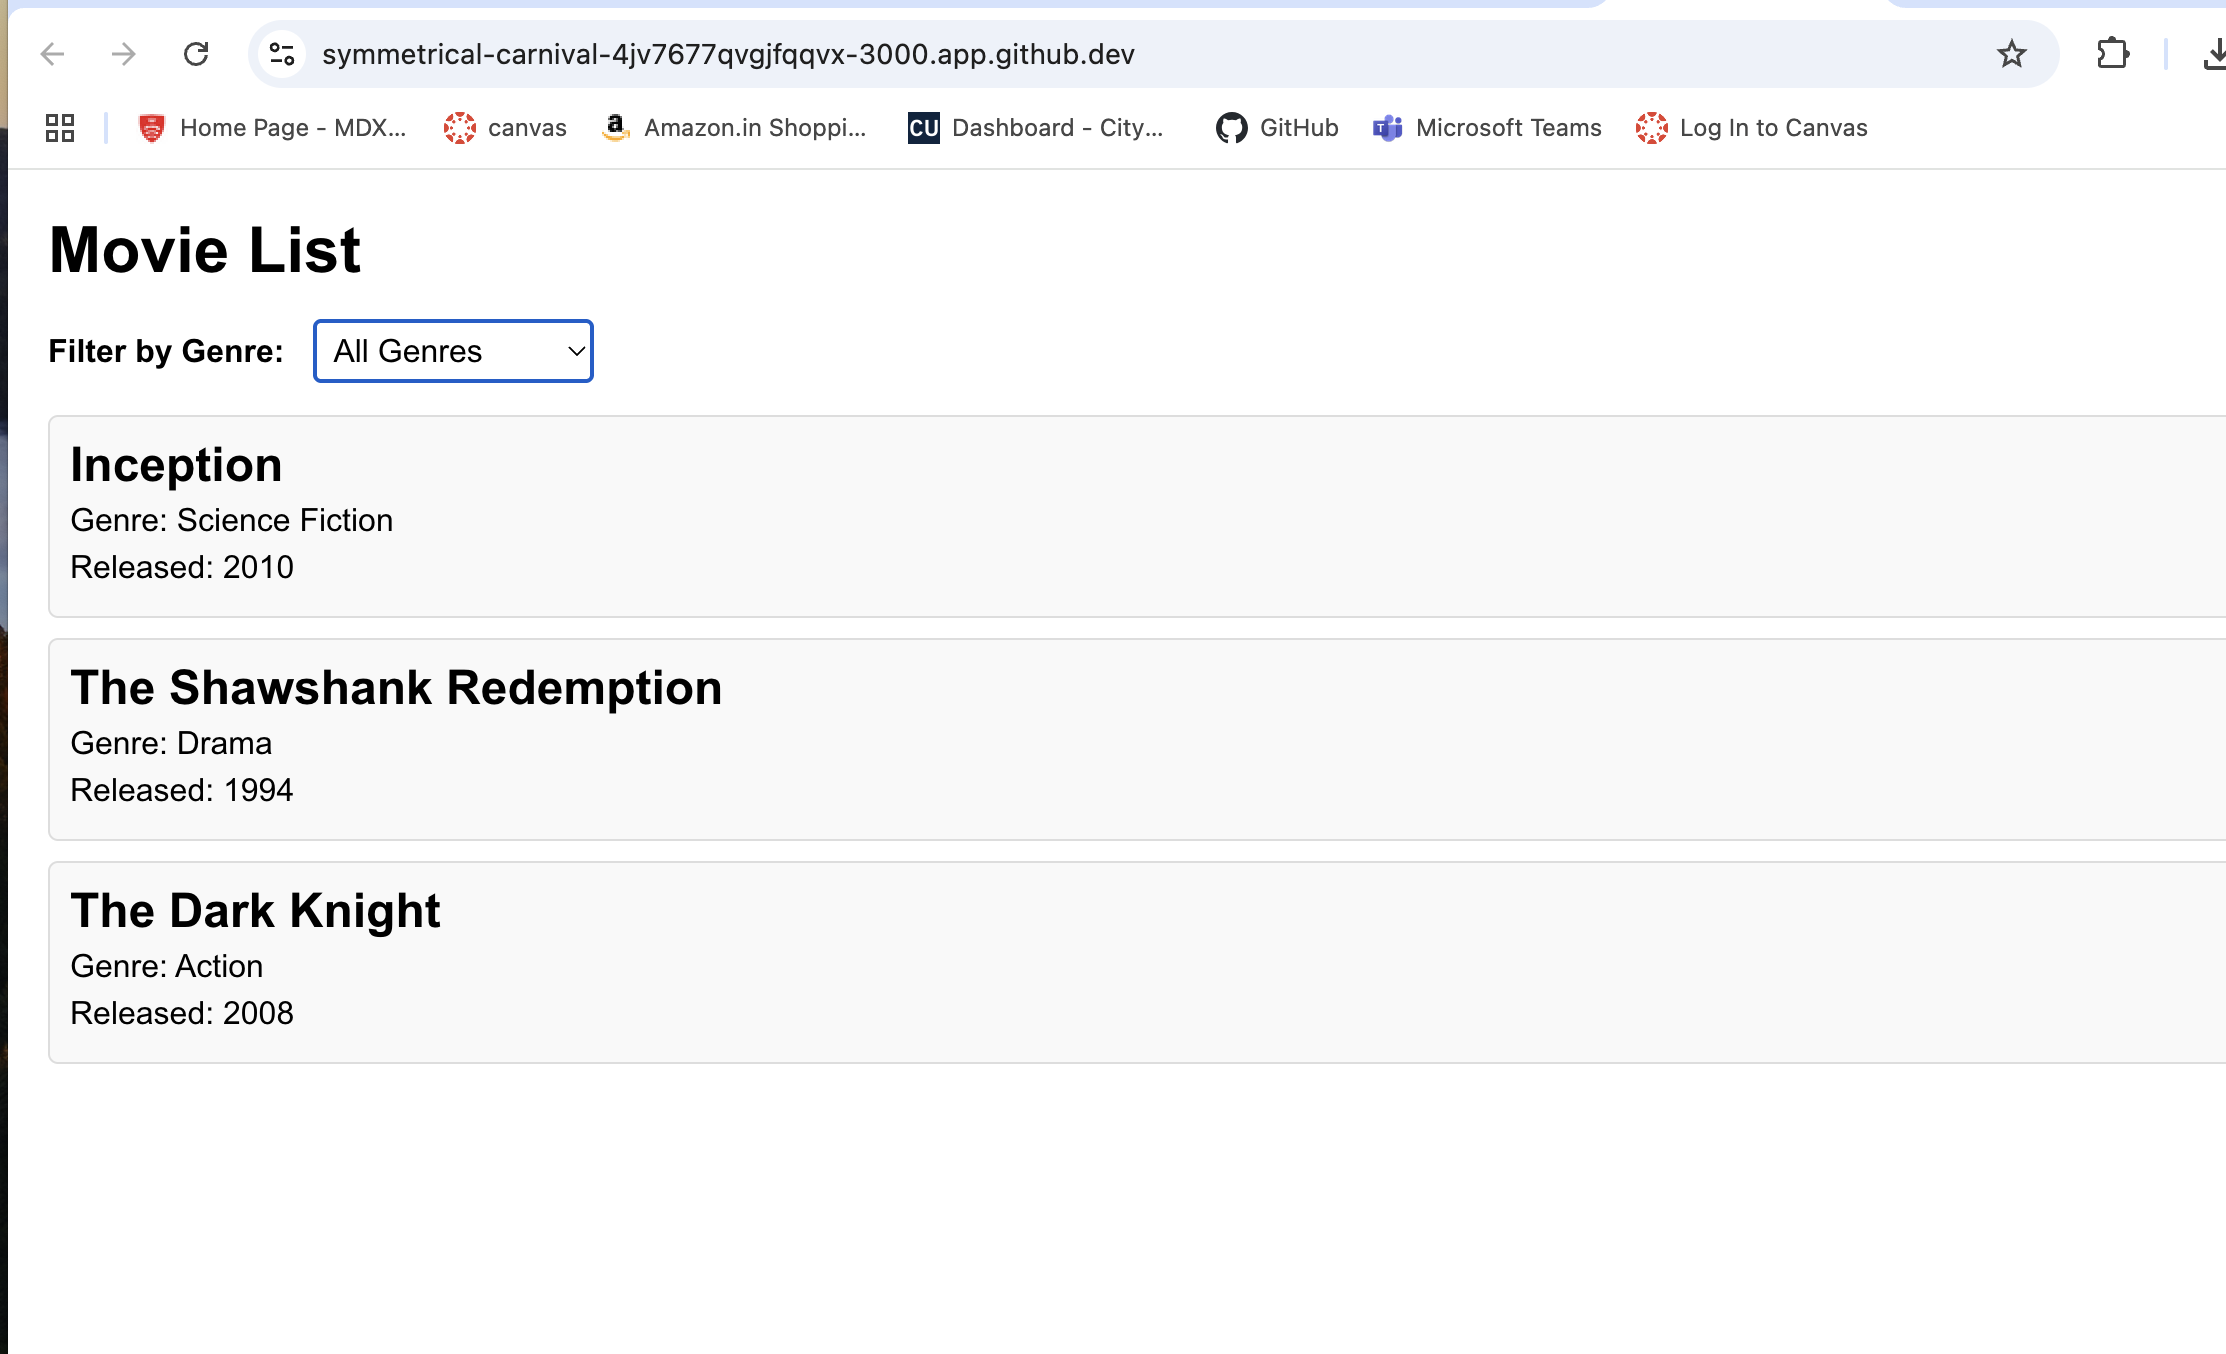 symmetrical-carnival-4jv7677qvgjfqqvx-3000.app.github.dev
Home Page - MDX... canvas Amazon.in Shoppi... CU Dashboard - City... GitHub Microsoft Teams Log In to Canvas
Movie List
Filter by Genre: All Genres
Inception
Genre: Science Fiction
Released: 2010
The Shawshank Redemption
Genre: Drama
Released: 1994
The Dark Knight
Genre: Action
Released: 2008